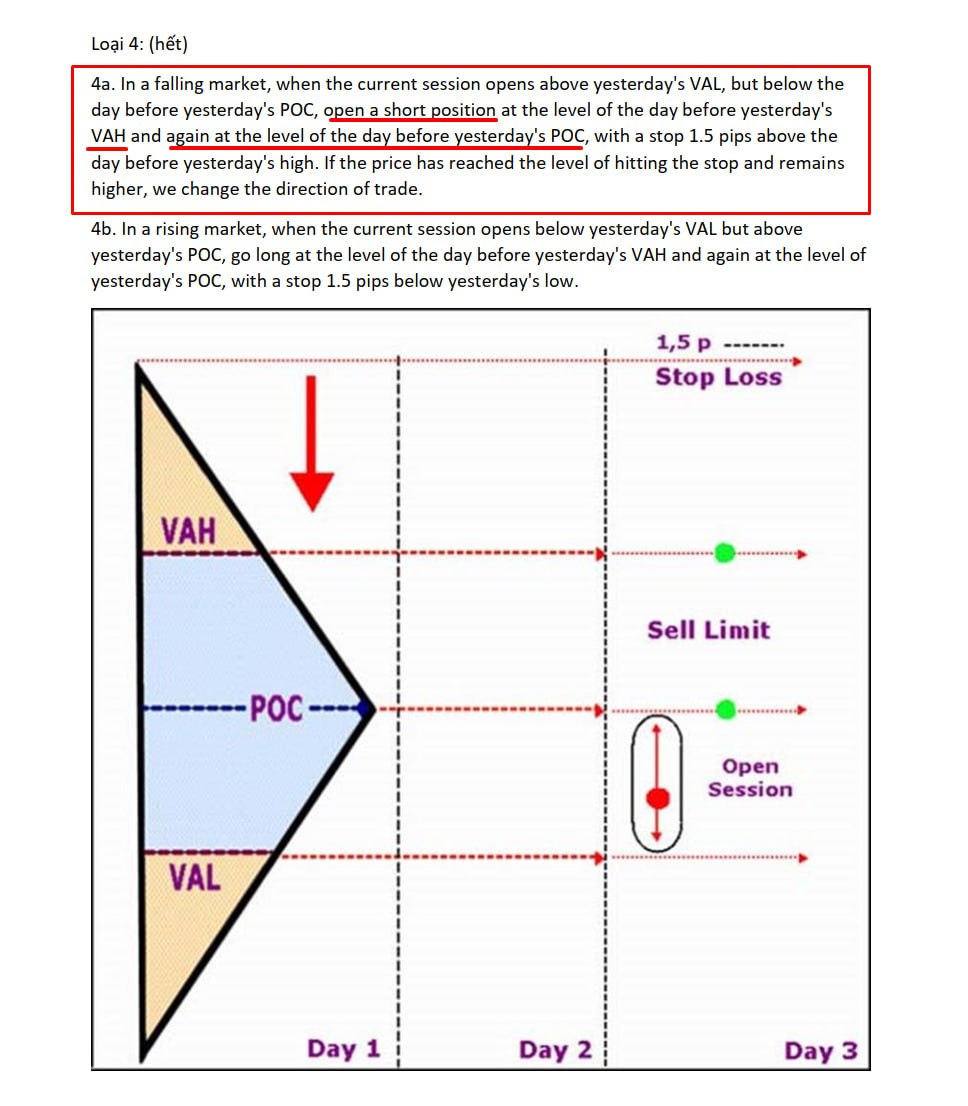 Loại 4: (hết)
4a. In a falling market, when the current session opens above yesterday's VAL, but below the
day before yesterday's POC, open a short position at the level of the day before yesterday's
VAH and again at the level of the day before yesterday's POC, with a stop 1.5 pips above the
day before yesterday's high. If the price has reached the level of hitting the stop and remains
higher, we change the direction of trade.
4b. In a rising market, when the current session opens below yesterday's VAL but above
yesterday's POC, go long at the level of the day before yesterday's VAH and again at the level of
yesterday's POC, with a stop 1.5 pips below yesterday's low.
1,5 p -------
Stop Loss
VAH
Sell Limit
POC
Open
Session
VAL
Day 1
Day 2
Day 3